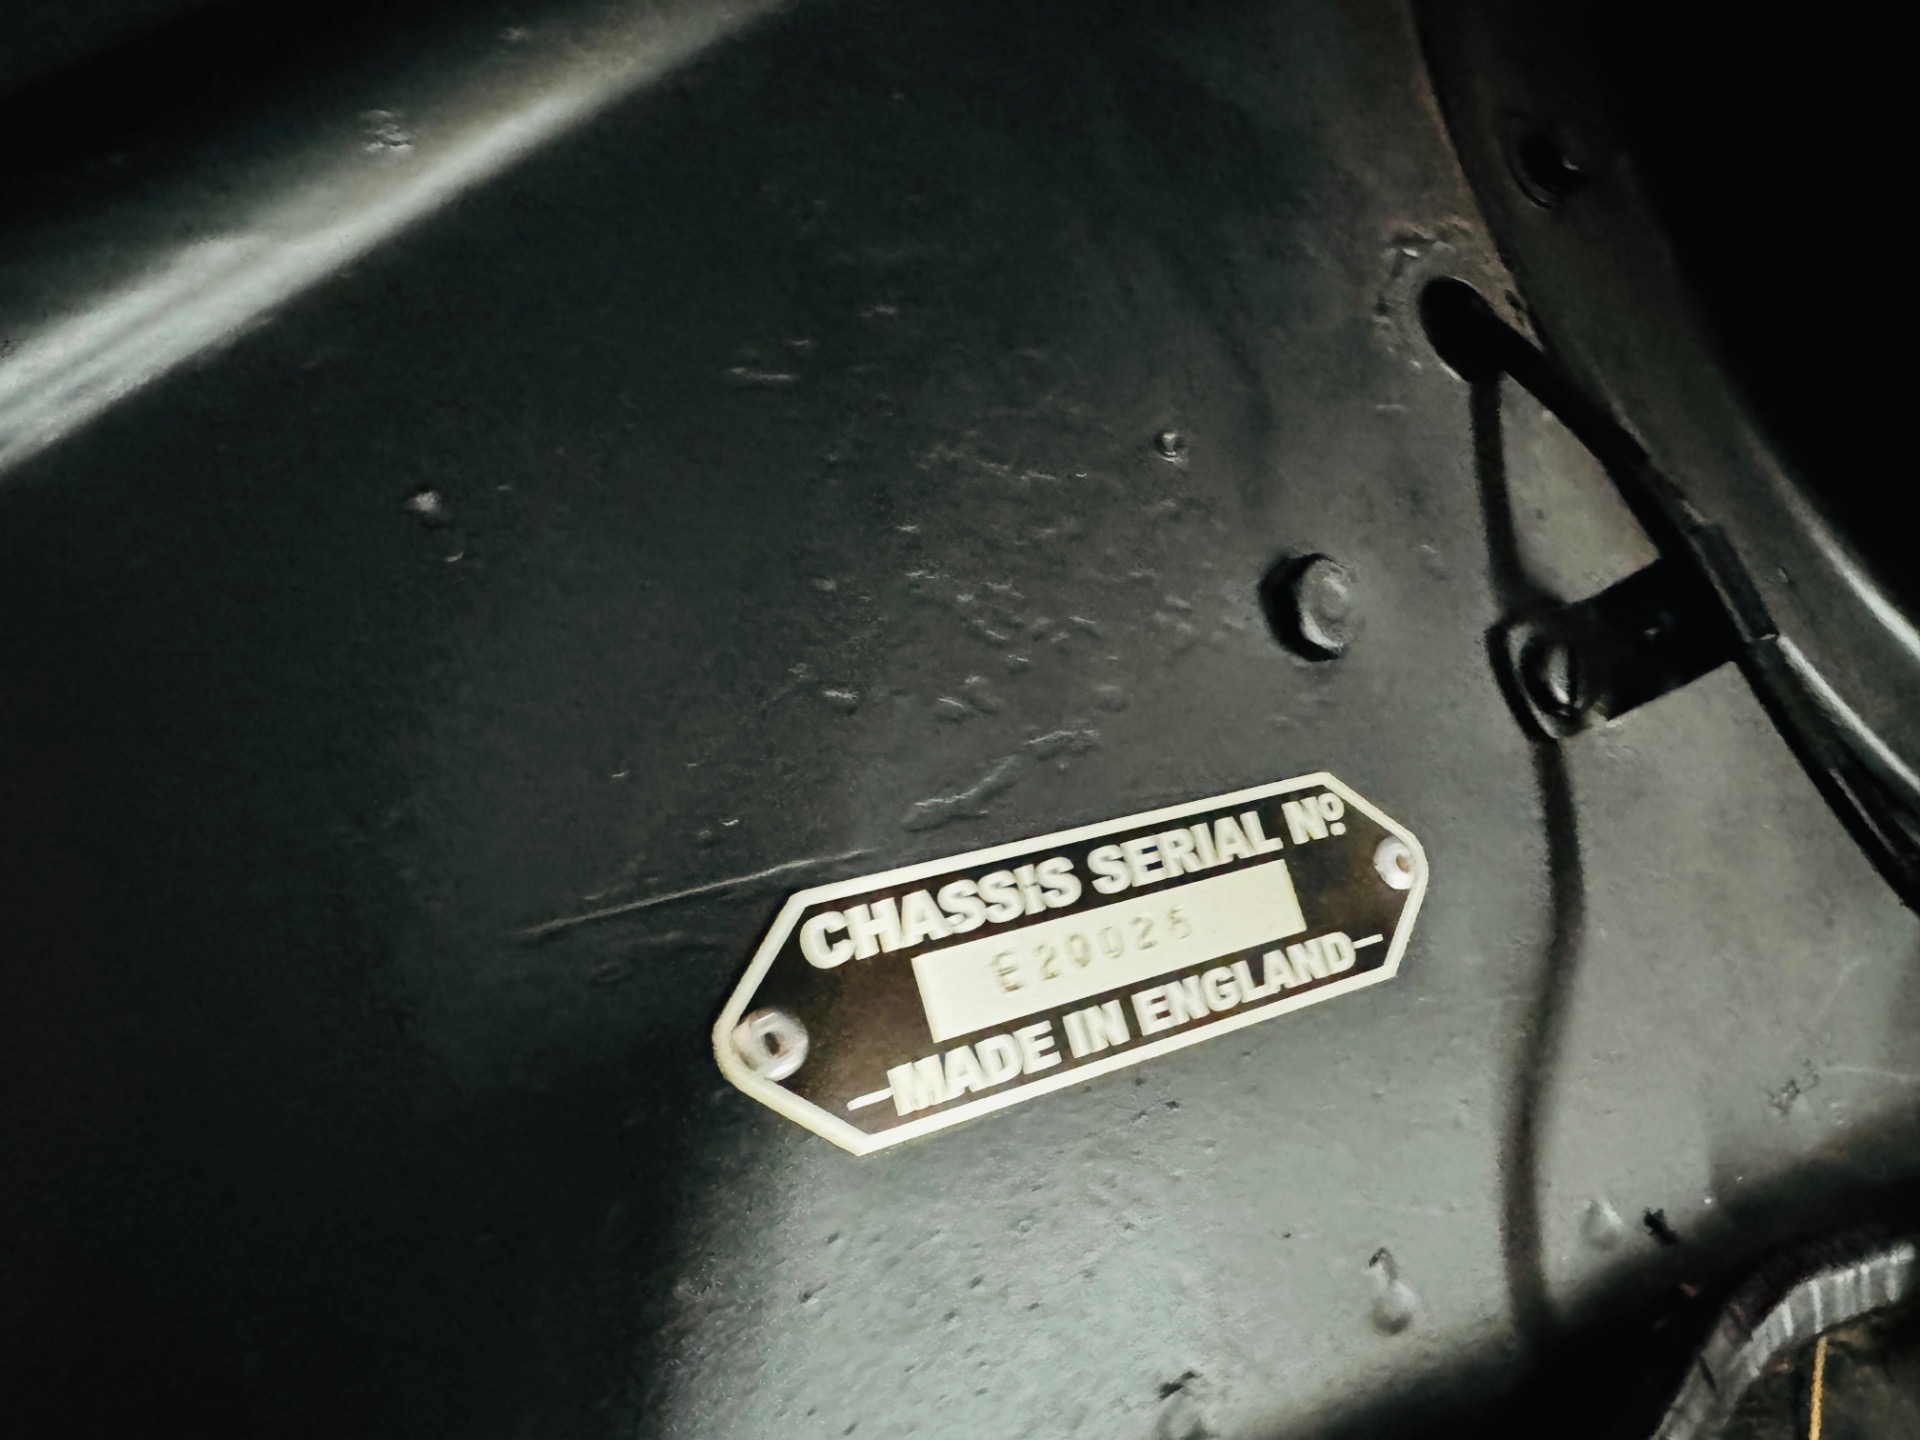 CHASSIS SERIAL Nº.
E20026
MADE IN ENGLAND